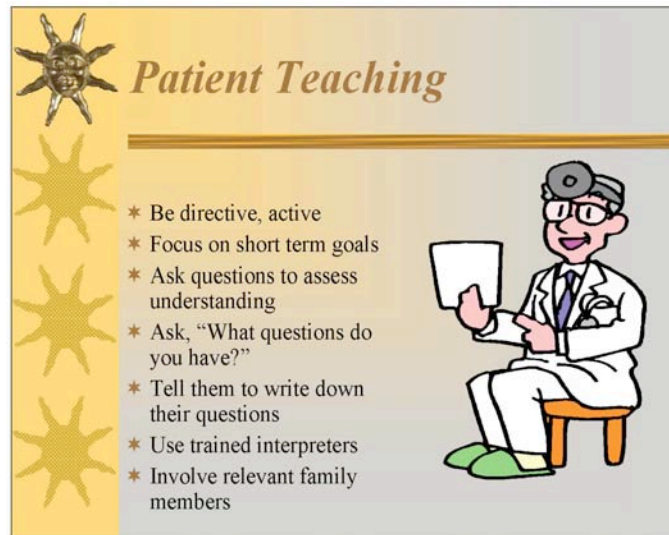 Patient Teaching
Be directive, active
Focus on short term goals
Ask questions to assess
understanding
Ask, “What questions do
you have?”
Tell them to write down
their questions
Use trained interpreters
Involve relevant family
members